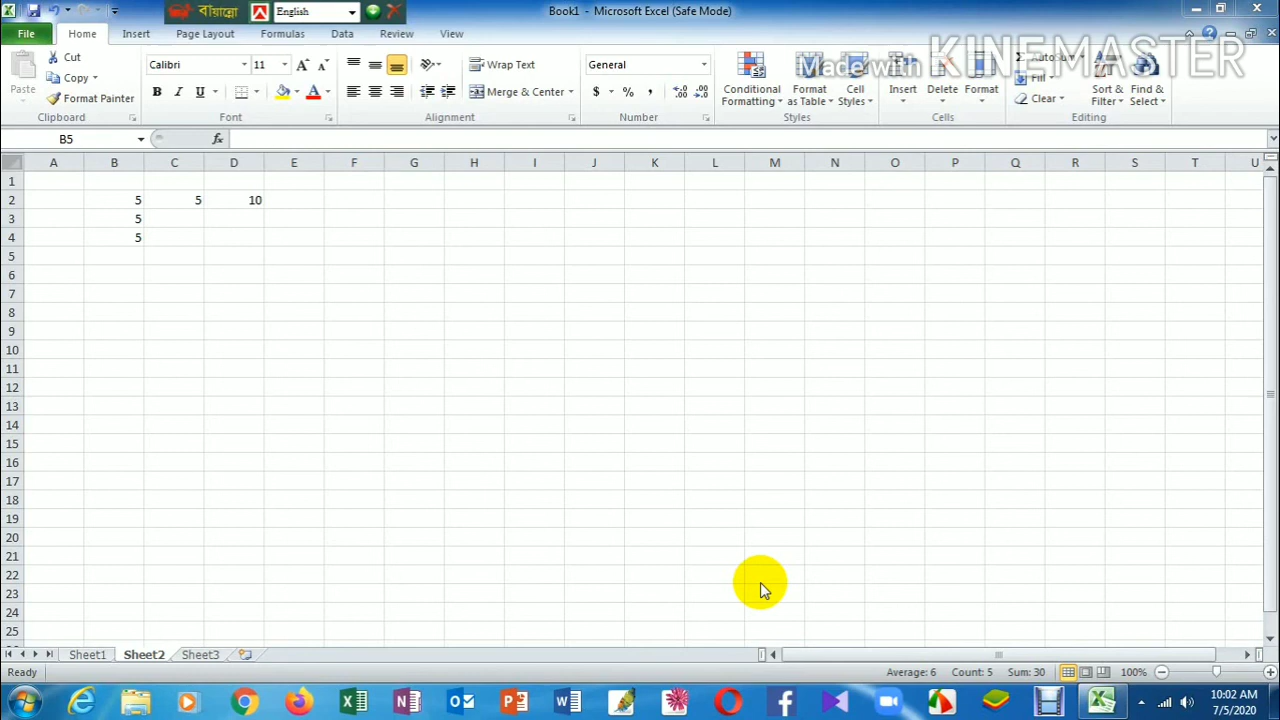 বায়ান্নো English Book1 - Microsoft Excel (Safe Mode)
File Home Insert Page Layout Formulas Data Review View
Paste
Cut
Copy
Format Painter
Clipboard
Calibri 11
B I U
Font
Wrap Text
Merge & Center
Alignment
General
$ % ,
Number
Conditional Formatting
Format as Table
Cell Styles
Styles
Insert Delete Format
Cells
AutoSum
Fill
Clear
Sort & Filter
Find & Select
Editing
Made with KINEMASTER
B5 fx
A B C D E F G H I J K L M N O P Q R S T U
1
2 5 5 10
3 5
4 5
5
6
7
8
9
10
11
12
13
14
15
16
17
18
19
20
21
22
23
24
25
Sheet1 Sheet2 Sheet3
Ready Average: 6 Count: 5 Sum: 30 100%
10:02 AM
7/5/2020